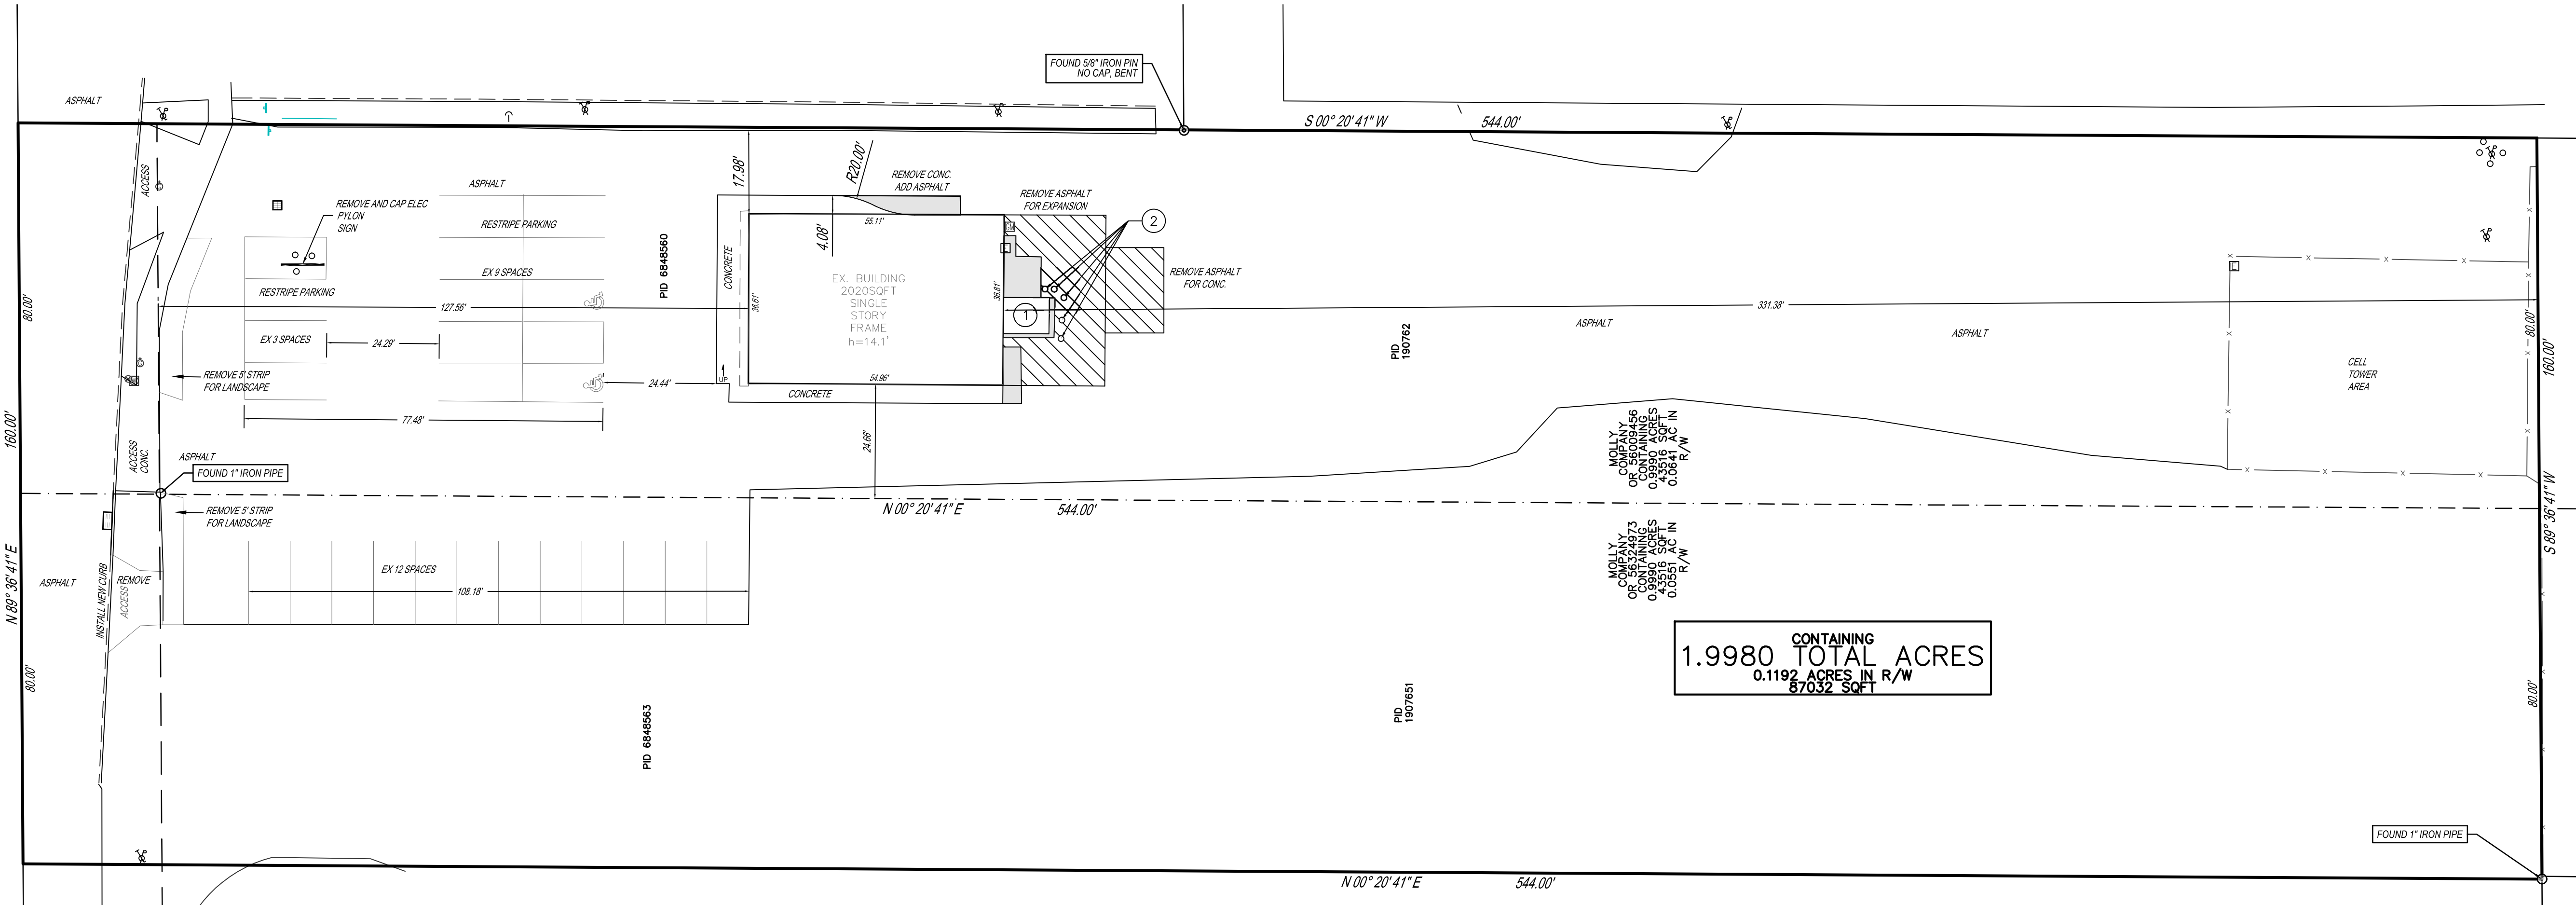 FOUND 5/8" IRON PIN
NO CAP, BENT
ASPHALT
S 00° 20' 41" W
544.00'
ACCESS
ASPHALT
17.98'
R20.00'
REMOVE CONC.
ADD ASPHALT
REMOVE ASPHALT
FOR EXPANSION
2
REMOVE AND CAP ELEC
PYLON
SIGN
RESTRIPE PARKING
4.08'
55.11'
PID 6848560
CONCRETE
EX 9 SPACES
RESTRIPE PARKING
EX. BUILDING
2020SQFT
SINGLE
STORY
FRAME
h=14.1'
36.61'
36.81'
REMOVE ASPHALT
FOR CONC.
80.00'
127.56'
1
331.38'
ASPHALT
ASPHALT
PID
190762
80.00'
160.00'
EX 3 SPACES
24.29'
CELL
TOWER
AREA
REMOVE 5' STRIP
FOR LANDSCAPE
24.44'
UP
54.96'
CONCRETE
77.48'
160.00'
24.66'
ACCESS
CONC.
ASPHALT
FOUND 1" IRON PIPE
MOLLY
COMPANY
OR 56009456
CONTAINING
0.9990 ACRES
43516 SQFT
0.0641 AC IN
R/W
N 00° 20' 41" E
544.00'
REMOVE 5' STRIP
FOR LANDSCAPE
S 89° 36' 41" W
N 89° 36' 41" E
ASPHALT
INSTALL NEW CURB
REMOVE
ACCESS
EX 12 SPACES
108.18'
MOLLY
COMPANY
OR 56324973
CONTAINING
0.9990 ACRES
43516 SQFT
0.0551 AC IN
R/W
CONTAINING
1.9980 TOTAL ACRES
0.1192 ACRES IN R/W
87032 SQFT
80.00'
80.00'
PID 6848563
PID
1907651
FOUND 1" IRON PIPE
N 00° 20' 41" E
544.00'